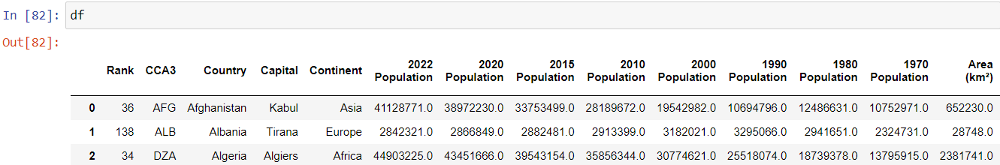 In [82]: df
Out[82]:
Rank CCA3 Country Capital Continent 2022 Population 2020 Population 2015 Population 2010 Population 2000 Population 1990 Population 1980 Population 1970 Population Area (km²)
0 36 AFG Afghanistan Kabul Asia 41128771.0 38972230.0 33753499.0 28189672.0 19542982.0 10694796.0 12486631.0 10752971.0 652230.0
1 138 ALB Albania Tirana Europe 2842321.0 2866849.0 2882481.0 2913399.0 3182021.0 3295066.0 2941651.0 2324731.0 28748.0
2 34 DZA Algeria Algiers Africa 44903225.0 43451666.0 39543154.0 35856344.0 30774621.0 25518074.0 18739378.0 13795915.0 2381741.0